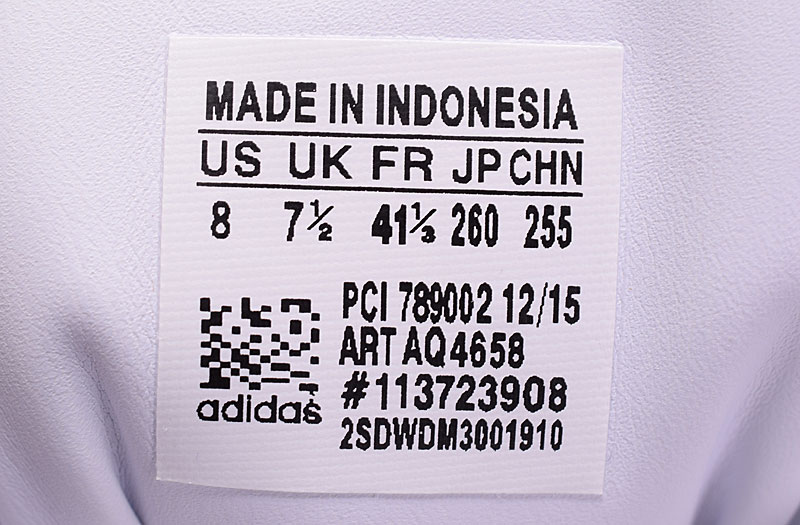 MADE IN INDONESIA
US UK FR JP CHN
8 7½ 41⅓ 260 255
PCI 789002 12/15
ART AQ4658
#113723908
adidas
2SDWDM3001910